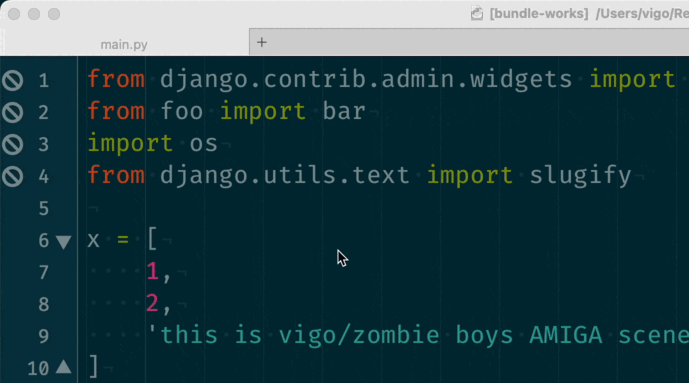 [bundle-works] /Users/vigo/Re
main.py
+
1 from django.contrib.admin.widgets import
2 from foo import bar
3 import os
4 from django.utils.text import slugify
5
6 x = [
7 1,
8 2,
9 'this is vigo/zombie boys AMIGA scene
10 ]